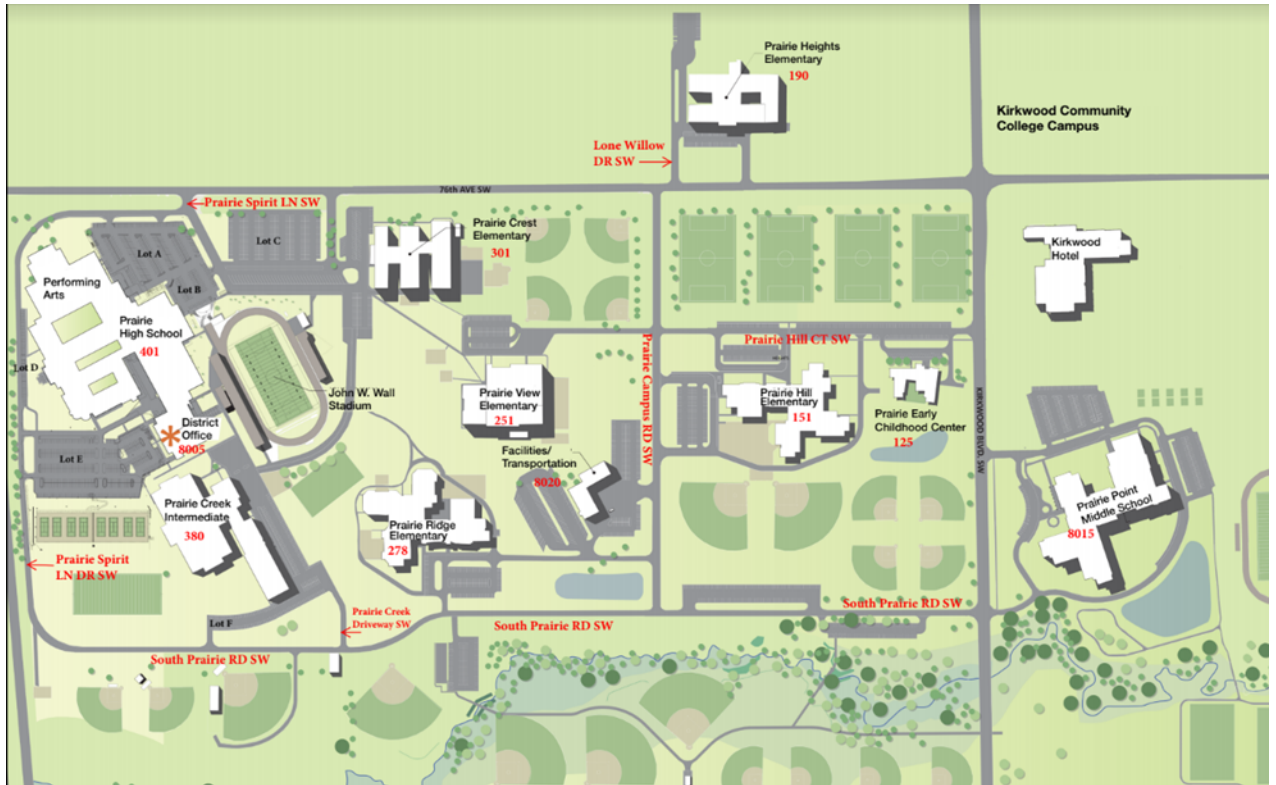 Prairie Heights
Elementary
190
Kirkwood Community
College Campus
Lone Willow
DR SW
76th AVE SW
Prairie Spirit LN SW
Prairie Crest
Elementary
301
Lot C
Lot A
Lot B
Kirkwood
Hotel
Performing
Arts
Prairie
High School
401
Lot D
John W. Wall
Stadium
Prairie Hill CT SW
Prairie Campus RD SW
Prairie View
Elementary
251
Prairie Hill
Elementary
151
Prairie Early
Childhood Center
125
KIRKWOOD BLVD. SW
District
Office
8005
Lot E
Facilities/
Transportation
8020
Prairie Creek
Intermediate
380
Prairie Ridge
Elementary
278
Prairie Point
Middle School
8015
Prairie Spirit
LN DR SW
Prairie Creek
Driveway SW
Lot F
South Prairie RD SW
South Prairie RD SW
South Prairie RD SW